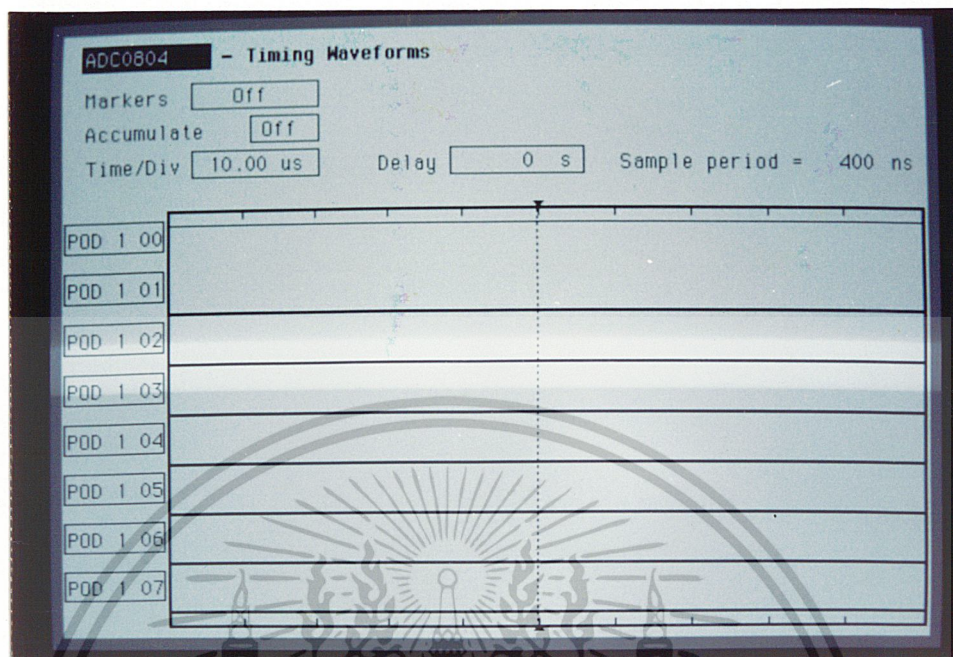 ADC0804 - Timing Waveforms
Markers Off
Accumulate Off
Time/Div 10.00 us Delay 0 s Sample period = 400 ns
POD 1 00
POD 1 01
POD 1 02
POD 1 03
POD 1 04
POD 1 05
POD 1 06
POD 1 07